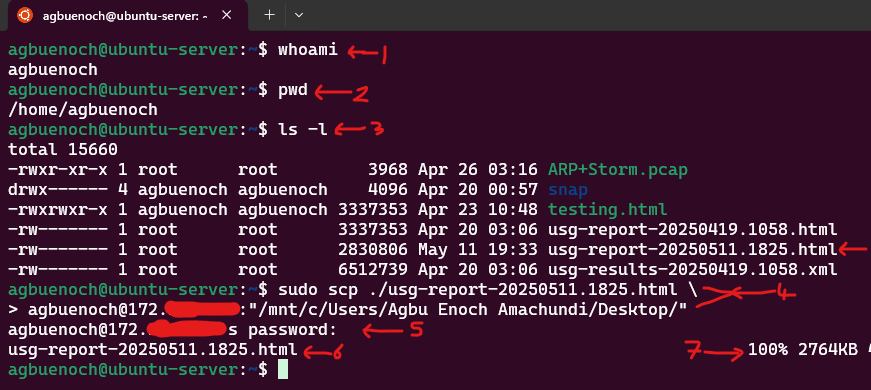 agbuenoch@ubuntu-server: ~
agbuenoch@ubuntu-server:~$ whoami 1
agbuenoch
agbuenoch@ubuntu-server:~$ pwd 2
/home/agbuenoch
agbuenoch@ubuntu-server:~$ ls -l 3
total 15660
-rwxr-xr-x 1 root      root         3968 Apr 26 03:16 ARP+Storm.pcap
drwx------ 4 agbuenoch agbuenoch    4096 Apr 20 00:57 snap
-rwxrwxr-x 1 agbuenoch agbuenoch 3337353 Apr 23 10:48 testing.html
-rw------- 1 root      root      3337353 Apr 20 03:06 usg-report-20250419.1058.html
-rw------- 1 root      root      2830806 May 11 19:33 usg-report-20250511.1825.html
-rw------- 1 root      root      6512739 Apr 20 03:06 usg-results-20250419.1058.xml
agbuenoch@ubuntu-server:~$ sudo scp ./usg-report-20250511.1825.html \ 4
> agbuenoch@172.:"/mnt/c/Users/Agbu Enoch Amachundi/Desktop/"
agbuenoch@172.s password: 5
usg-report-20250511.1825.html 6 7 100% 2764KB
agbuenoch@ubuntu-server:~$